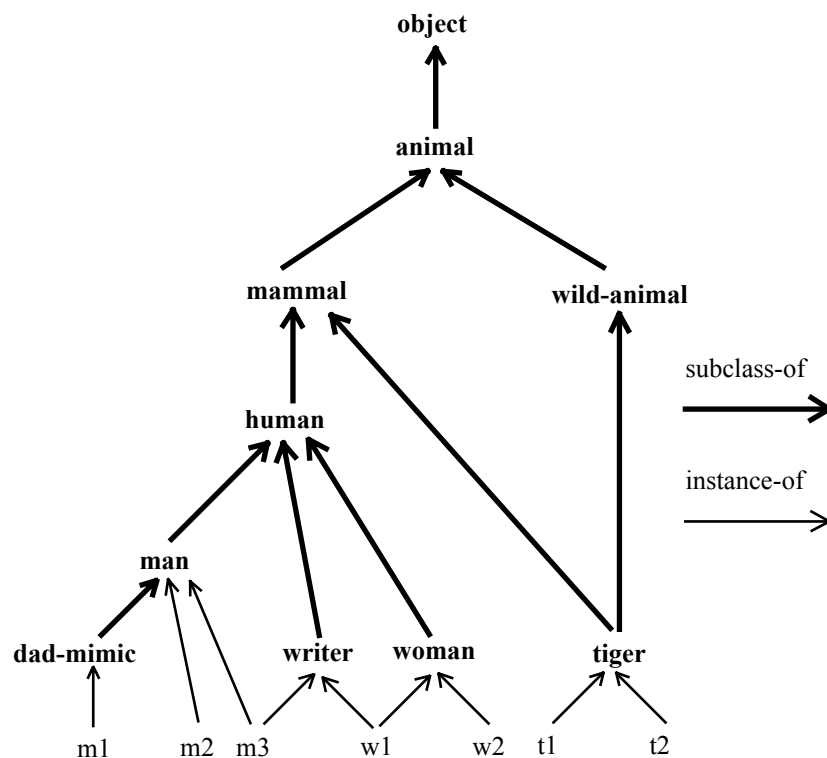 object
animal
mammal
wild-animal
subclass-of
human
instance-of
man
dad-mimic
writer
woman
tiger
m1
m2
m3
w1
w2
t1
t2